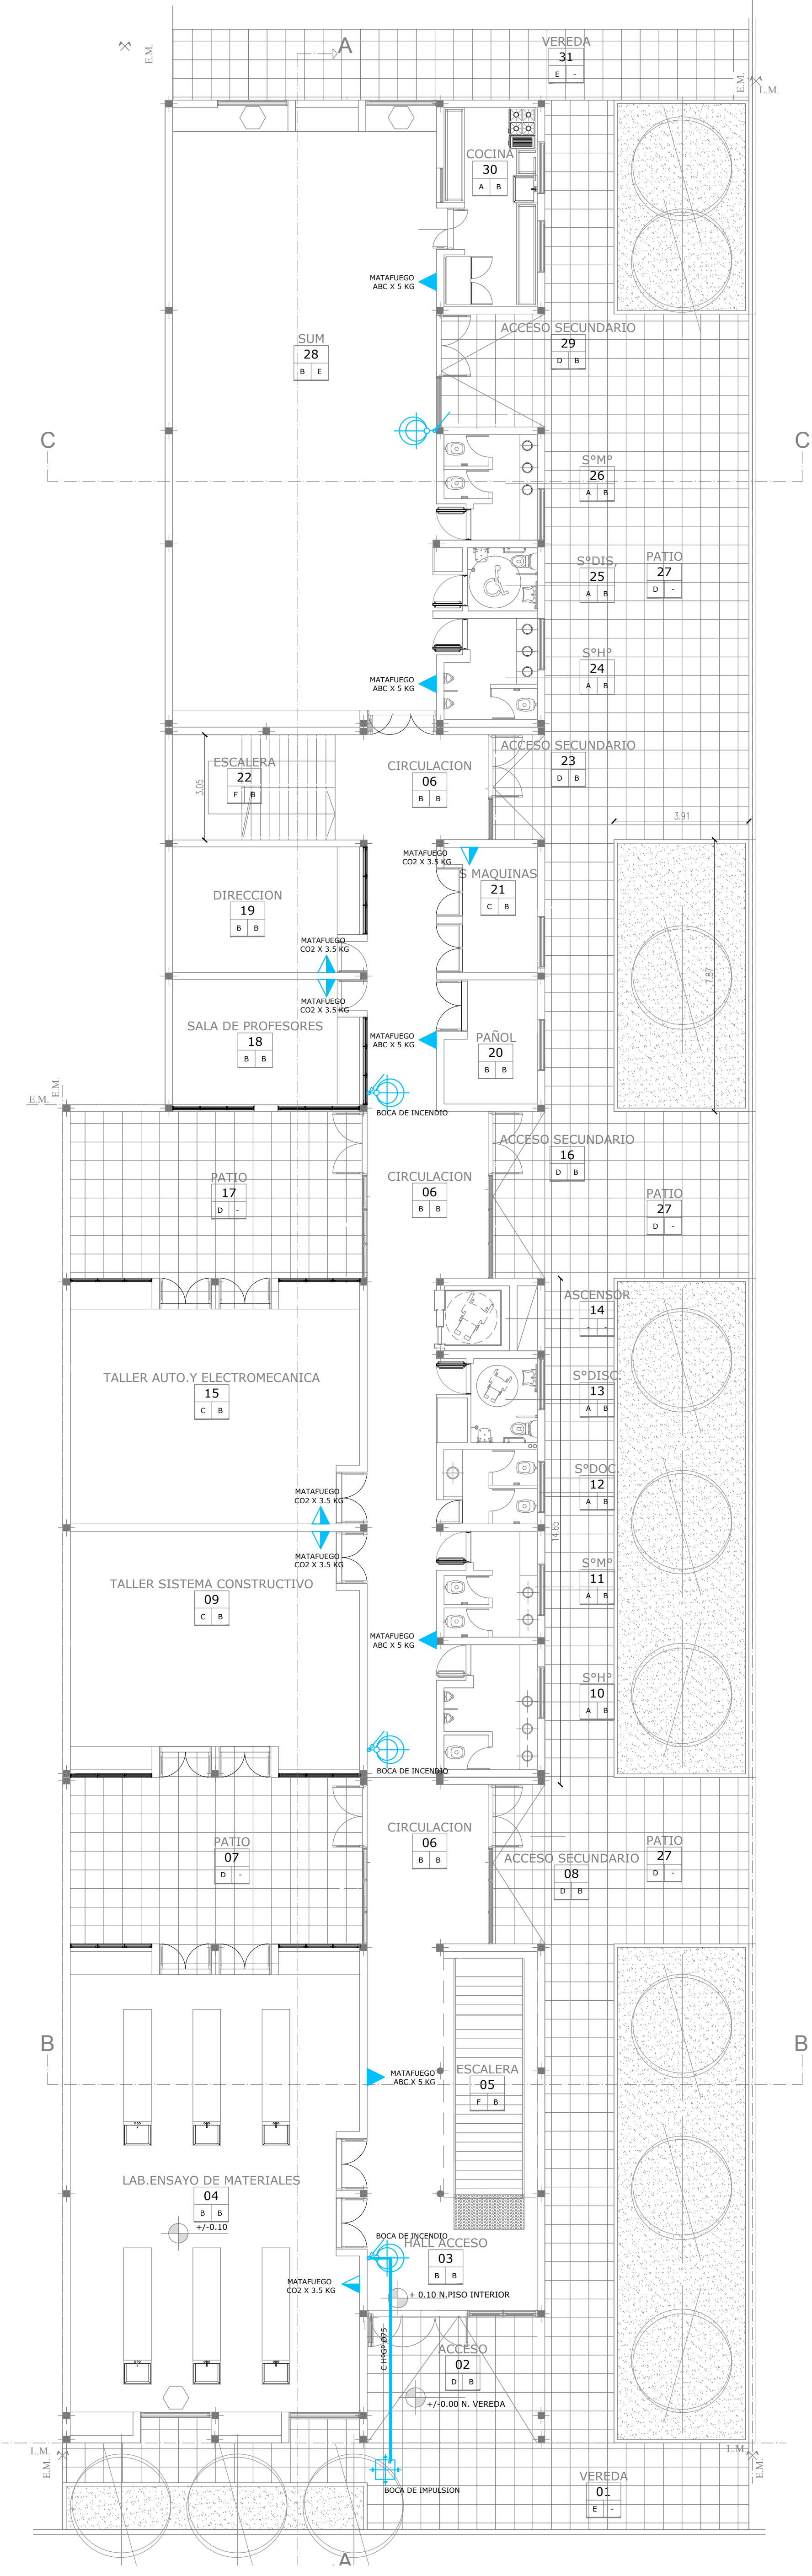 A
VEREDA
31
E -
E.M.
E.M.
L.M.
COCINA
30
A B
MATAFUEGO
ABC X 5 KG
ACCESO SECUNDARIO
29
D B
SUM
28
B E
C
C
S°M°
26
A B
S°DIS,
25
A B
PATIO
27
D -
S°H°
24
A B
MATAFUEGO
ABC X 5 KG
ACCESO SECUNDARIO
23
D B
ESCALERA
22
F B
3.05
CIRCULACION
06
B B
3.91
MATAFUEGO
CO2 X 3.5 KG
S MAQUINAS
21
C B
DIRECCION
19
B B
MATAFUEGO
CO2 X 3.5 KG
7.87
MATAFUEGO
CO2 X 3.5 KG
SALA DE PROFESORES
18
B B
MATAFUEGO
ABC X 5 KG
PAÑOL
20
B B
E.M.
E.M.
BOCA DE INCENDIO
ACCESO SECUNDARIO
16
D B
PATIO
17
D -
CIRCULACION
06
B B
PATIO
27
D -
ASCENSOR
14
- -
TALLER AUTO.Y ELECTROMECANICA
15
C B
S°DISC.
13
A B
S°DOC.
12
A B
MATAFUEGO
CO2 X 3.5 KG
14.65
MATAFUEGO
CO2 X 3.5 KG
TALLER SISTEMA CONSTRUCTIVO
09
C B
S°M°
11
A B
MATAFUEGO
ABC X 5 KG
S°H°
10
A B
BOCA DE INCENDIO
CIRCULACION
06
B B
PATIO
07
D -
ACCESO SECUNDARIO
08
D B
PATIO
27
D -
B
B
MATAFUEGO
ABC X 5 KG
ESCALERA
05
F B
LAB.ENSAYO DE MATERIALES
04
B B
+/-0.10
BOCA DE INCENDIO
HALL ACCESO
03
B B
MATAFUEGO
CO2 X 3.5 KG
+ 0.10 N.PISO INTERIOR
C HºGº Ø75
ACCESO
02
D B
+/-0.00 N. VEREDA
L.M.
E.M.
L.M.
E.M.
BOCA DE IMPULSION
VEREDA
01
E -
A